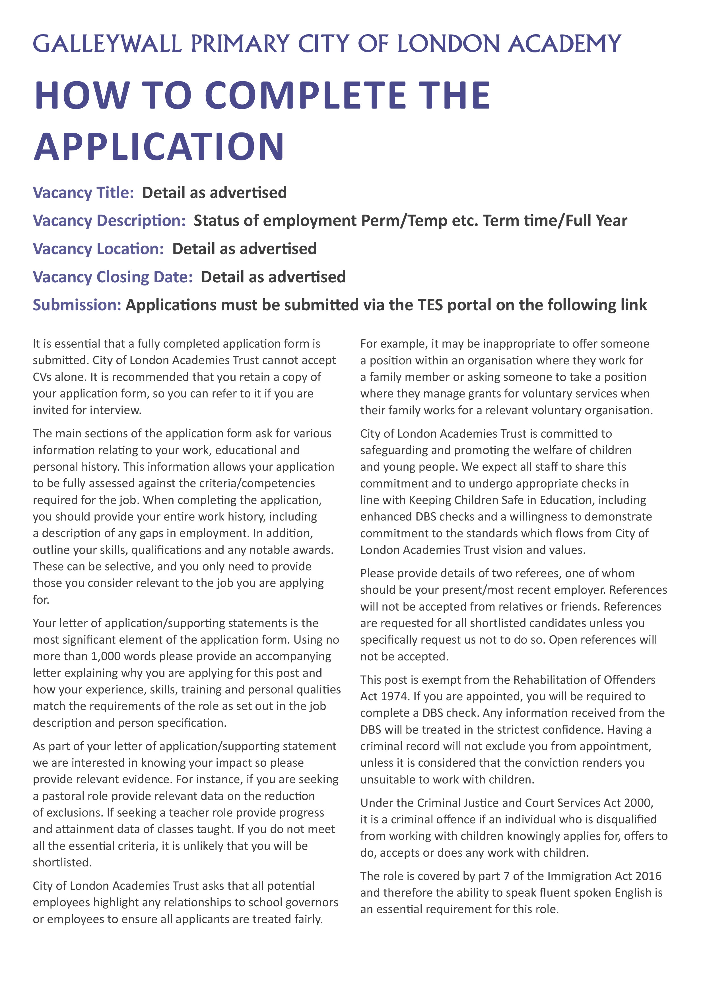 GALLEYWALL PRIMARY CITY OF LONDON ACADEMY
HOW TO COMPLETE THE
APPLICATION
Vacancy Title: Detail as advertised
Vacancy Description: Status of employment Perm/Temp etc. Term time/Full Year
Vacancy Location: Detail as advertised
Vacancy Closing Date: Detail as advertised
Submission: Applications must be submitted via the TES portal on the following link
It is essential that a fully completed application form is
submitted. City of London Academies Trust cannot accept
CVs alone. It is recommended that you retain a copy of
your application form, so you can refer to it if you are
invited for interview.
The main sections of the application form ask for various
information relating to your work, educational and
personal history. This information allows your application
to be fully assessed against the criteria/competencies
required for the job. When completing the application,
you should provide your entire work history, including
a description of any gaps in employment. In addition,
outline your skills, qualifications and any notable awards.
These can be selective, and you only need to provide
those you consider relevant to the job you are applying
for.
Your letter of application/supporting statements is the
most significant element of the application form. Using no
more than 1,000 words please provide an accompanying
letter explaining why you are applying for this post and
how your experience, skills, training and personal qualities
match the requirements of the role as set out in the job
description and person specification.
As part of your letter of application/supporting statement
we are interested in knowing your impact so please
provide relevant evidence. For instance, if you are seeking
a pastoral role provide relevant data on the reduction
of exclusions. If seeking a teacher role provide progress
and attainment data of classes taught. If you do not meet
all the essential criteria, it is unlikely that you will be
shortlisted.
City of London Academies Trust asks that all potential
employees highlight any relationships to school governors
or employees to ensure all applicants are treated fairly.
For example, it may be inappropriate to offer someone
a position within an organisation where they work for
a family member or asking someone to take a position
where they manage grants for voluntary services when
their family works for a relevant voluntary organisation.
City of London Academies Trust is committed to
safeguarding and promoting the welfare of children
and young people. We expect all staff to share this
commitment and to undergo appropriate checks in
line with Keeping Children Safe in Education, including
enhanced DBS checks and a willingness to demonstrate
commitment to the standards which flows from City of
London Academies Trust vision and values.
Please provide details of two referees, one of whom
should be your present/most recent employer. References
will not be accepted from relatives or friends. References
are requested for all shortlisted candidates unless you
specifically request us not to do so. Open references will
not be accepted.
This post is exempt from the Rehabilitation of Offenders
Act 1974. If you are appointed, you will be required to
complete a DBS check. Any information received from the
DBS will be treated in the strictest confidence. Having a
criminal record will not exclude you from appointment,
unless it is considered that the conviction renders you
unsuitable to work with children.
Under the Criminal Justice and Court Services Act 2000,
it is a criminal offence if an individual who is disqualified
from working with children knowingly applies for, offers to
do, accepts or does any work with children.
The role is covered by part 7 of the Immigration Act 2016
and therefore the ability to speak fluent spoken English is
an essential requirement for this role.